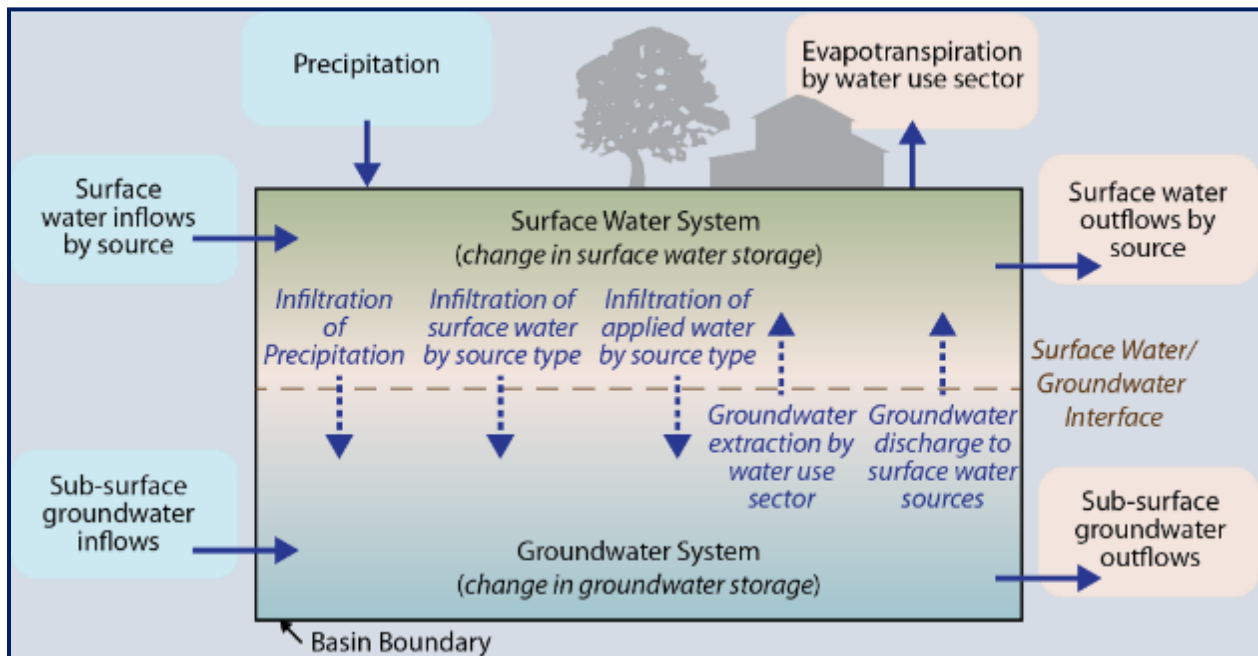 Precipitation
Evapotranspiration
by water use sector
Surface
water inflows
by source
Surface Water System
(change in surface water storage)
Surface water
outflows by
source
Infiltration
of
Precipitation
Infiltration of
surface water
by source type
Infiltration of
applied water
by source type
Surface Water/
Groundwater
Interface
Groundwater
extraction by
water use
sector
Groundwater
discharge to
surface water
sources
Sub-surface
groundwater
inflows
Groundwater System
(change in groundwater storage)
Sub-surface
groundwater
outflows
Basin Boundary